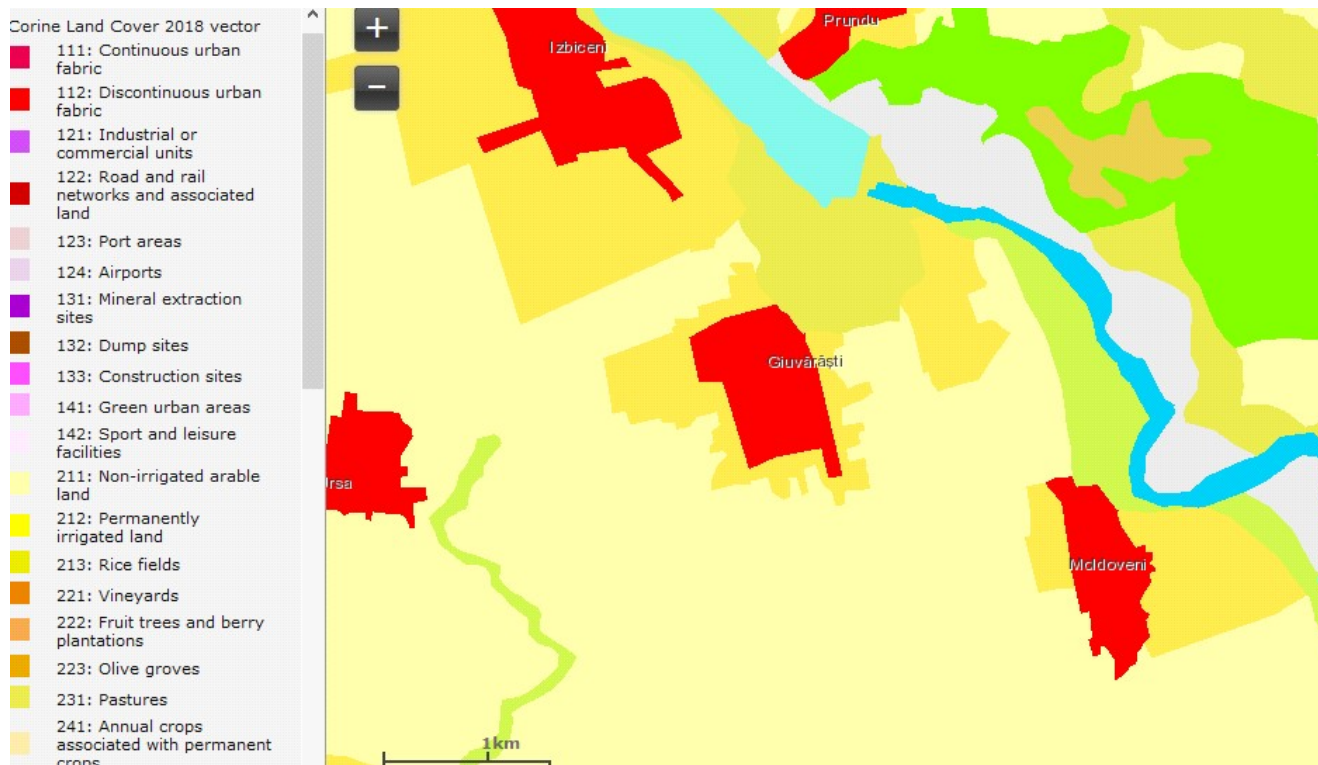 Corine Land Cover 2018 vector
111: Continuous urban
fabric
112: Discontinuous urban
fabric
121: Industrial or
commercial units
122: Road and rail
networks and associated
land
123: Port areas
124: Airports
131: Mineral extraction
sites
132: Dump sites
133: Construction sites
141: Green urban areas
142: Sport and leisure
facilities
211: Non-irrigated arable
land
212: Permanently
irrigated land
213: Rice fields
221: Vineyards
222: Fruit trees and berry
plantations
223: Olive groves
231: Pastures
241: Annual crops
associated with permanent
crops
+
−
Prundu
Izbiceni
Giuvărăști
Moldoveni
1km